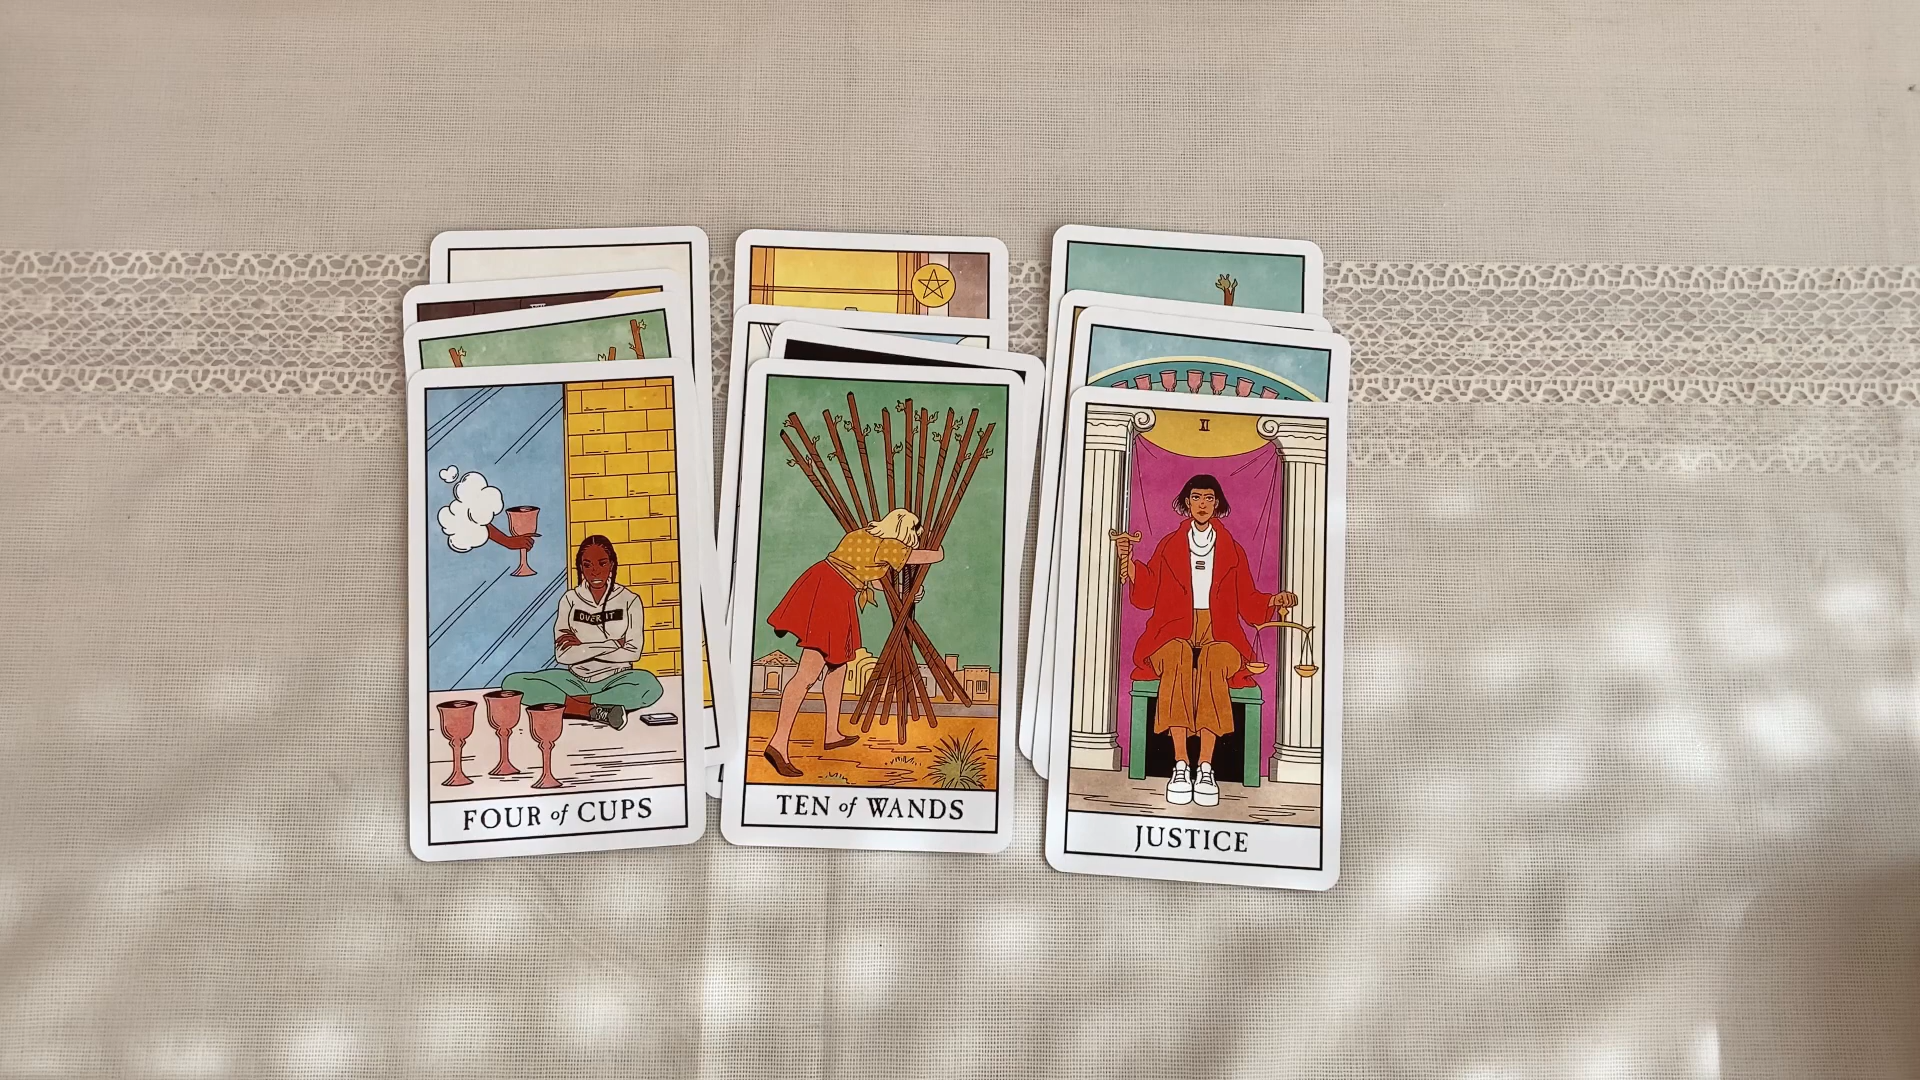 OVER IT
FOUR of CUPS
TEN of WANDS
II
JUSTICE